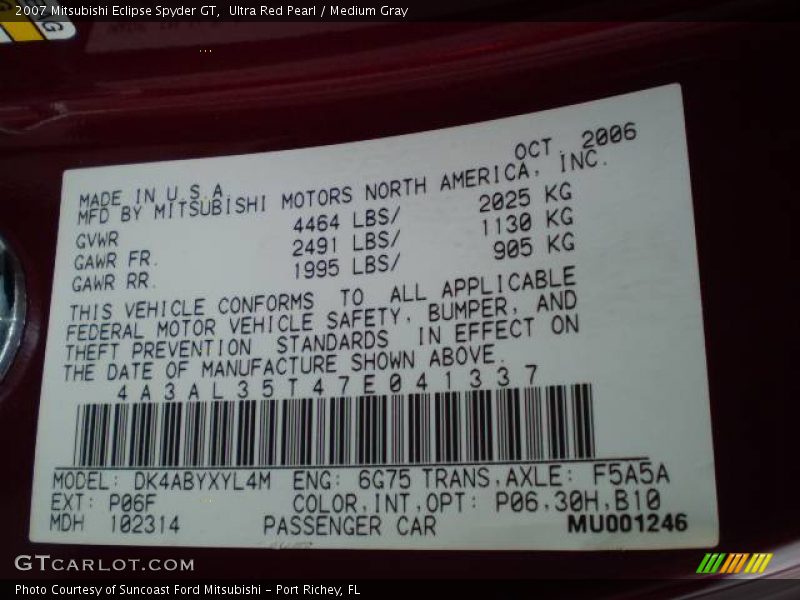 2007 Mitsubishi Eclipse Spyder GT,  Ultra Red Pearl / Medium Gray
OCT. 2006
MADE IN U.S.A.
MFD BY MITSUBISHI MOTORS NORTH AMERICA, INC.
GVWR 4464 LBS/ 2025 KG
GAWR FR. 2491 LBS/ 1130 KG
GAWR RR. 1995 LBS/ 905 KG
THIS VEHICLE CONFORMS TO ALL APPLICABLE
FEDERAL MOTOR VEHICLE SAFETY, BUMPER, AND
THEFT PREVENTION STANDARDS IN EFFECT ON
THE DATE OF MANUFACTURE SHOWN ABOVE.
4A3AL35T47E041337
MODEL: DK4ABYXYL4M ENG: 6G75 TRANS,AXLE: F5A5A
EXT: P06F COLOR,INT,OPT: P06,30H,B10
MDH 102314 PASSENGER CAR MU001246
GTCARLOT.COM
Photo Courtesy of Suncoast Ford Mitsubishi - Port Richey, FL